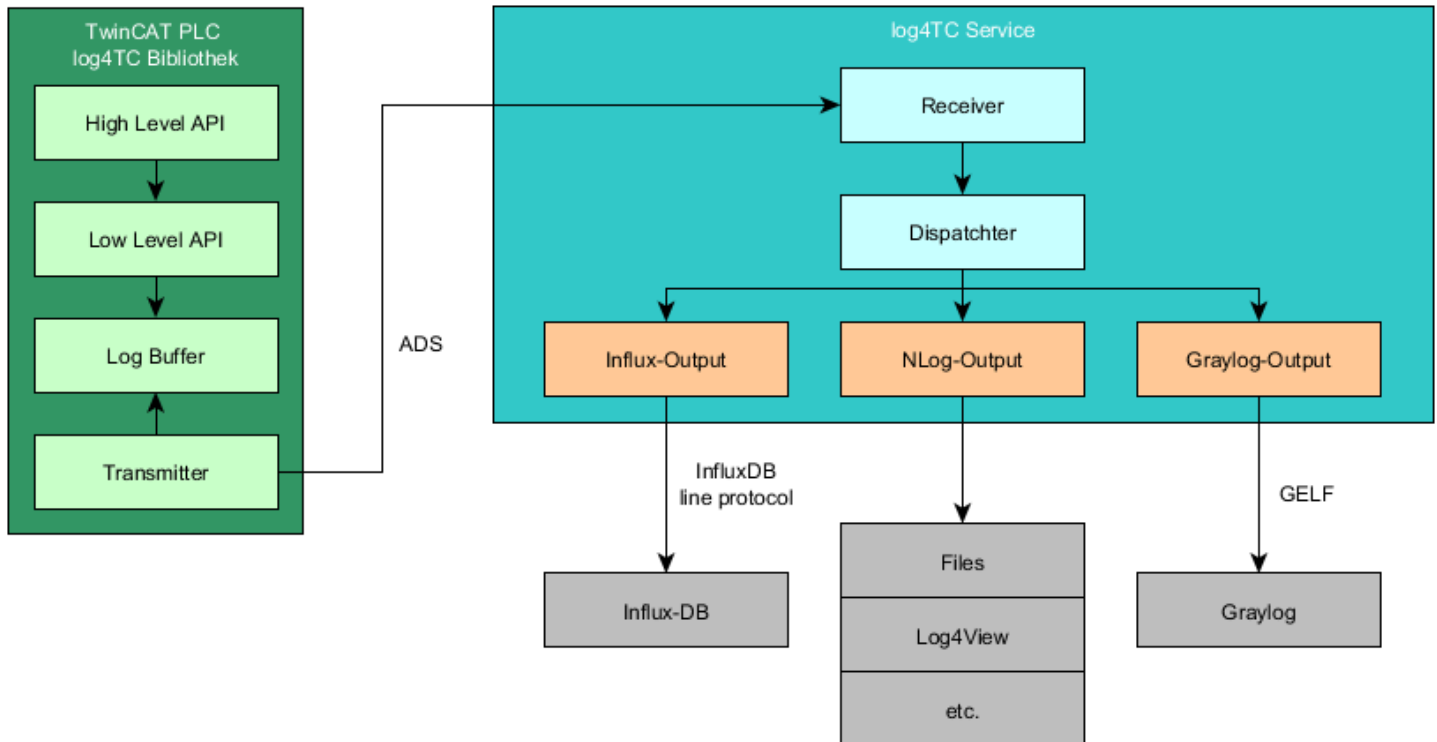 TwinCAT PLC
log4TC Bibliothek
High Level API
Low Level API
Log Buffer
Transmitter
ADS
log4TC Service
Receiver
Dispatchter
Influx-Output
NLog-Output
Graylog-Output
InfluxDB
line protocol
GELF
Influx-DB
Files
Log4View
etc.
Graylog